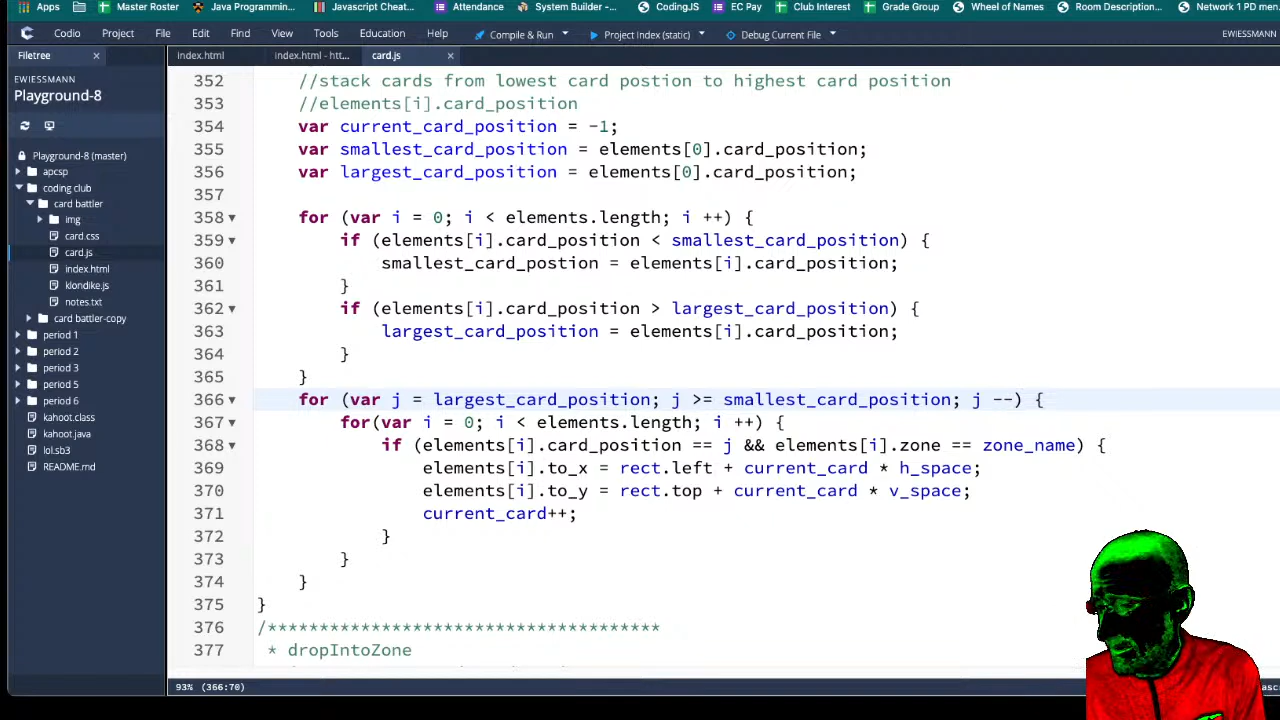 Apps Master Roster Java Programmin... Javascript Cheat... Attendance System Builder -... CodingJS EC Pay Club Interest Grade Group Wheel of Names Room Description... Network 1 PD men.
Codio Project File Edit Find View Tools Education Help Compile & Run Project Index (static) Debug Current File EWIESSMANN
Filetree
index.html index.html - htt... card.js
EWIESSMANN
Playground-8
Playground-8 (master)
apcsp
coding club
card battler
img
card.css
card.js
index.html
klondike.js
notes.txt
card battler-copy
period 1
period 2
period 3
period 5
period 6
kahoot.class
kahoot.java
lol.sb3
README.md
352 //stack cards from lowest card postion to highest card position
353 //elements[i].card_position
354 var current_card_position = -1;
355 var smallest_card_position = elements[0].card_position;
356 var largest_card_position = elements[0].card_position;
357
358 for (var i = 0; i < elements.length; i ++) {
359 if (elements[i].card_position < smallest_card_position) {
360 smallest_card_postion = elements[i].card_position;
361 }
362 if (elements[i].card_position > largest_card_position) {
363 largest_card_position = elements[i].card_position;
364 }
365 }
366 for (var j = largest_card_position; j >= smallest_card_position; j --) {
367 for(var i = 0; i < elements.length; i ++) {
368 if (elements[i].card_position == j && elements[i].zone == zone_name) {
369 elements[i].to_x = rect.left + current_card * h_space;
370 elements[i].to_y = rect.top + current_card * v_space;
371 current_card++;
372 }
373 }
374 }
375 }
376 /**************************************
377 * dropIntoZone
93% (366:70)